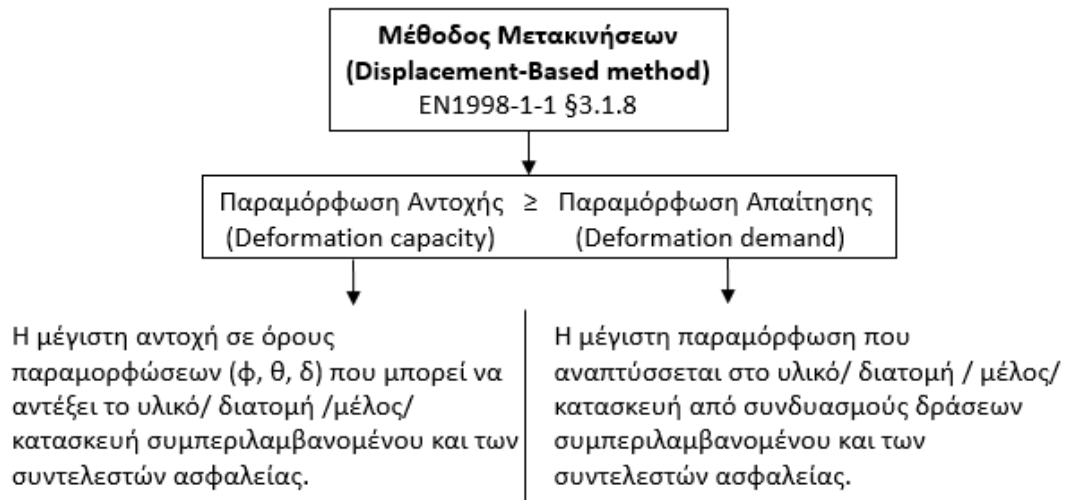 Μέθοδος Μετακινήσεων
(Displacement-Based method)
EN1998-1-1 §3.1.8
Παραμόρφωση Αντοχής ≥ Παραμόρφωση Απαίτησης
(Deformation capacity) (Deformation demand)
Η μέγιστη αντοχή σε όρους
παραμορφώσεων (φ, θ, δ) που μπορεί να
αντέξει το υλικό/ διατομή /μέλος/
κατασκευή συμπεριλαμβανομένου και των
συντελεστών ασφαλείας.
Η μέγιστη παραμόρφωση που
αναπτύσσεται στο υλικό/ διατομή / μέλος/
κατασκευή από συνδυασμούς δράσεων
συμπεριλαμβανομένου και των
συντελεστών ασφαλείας.